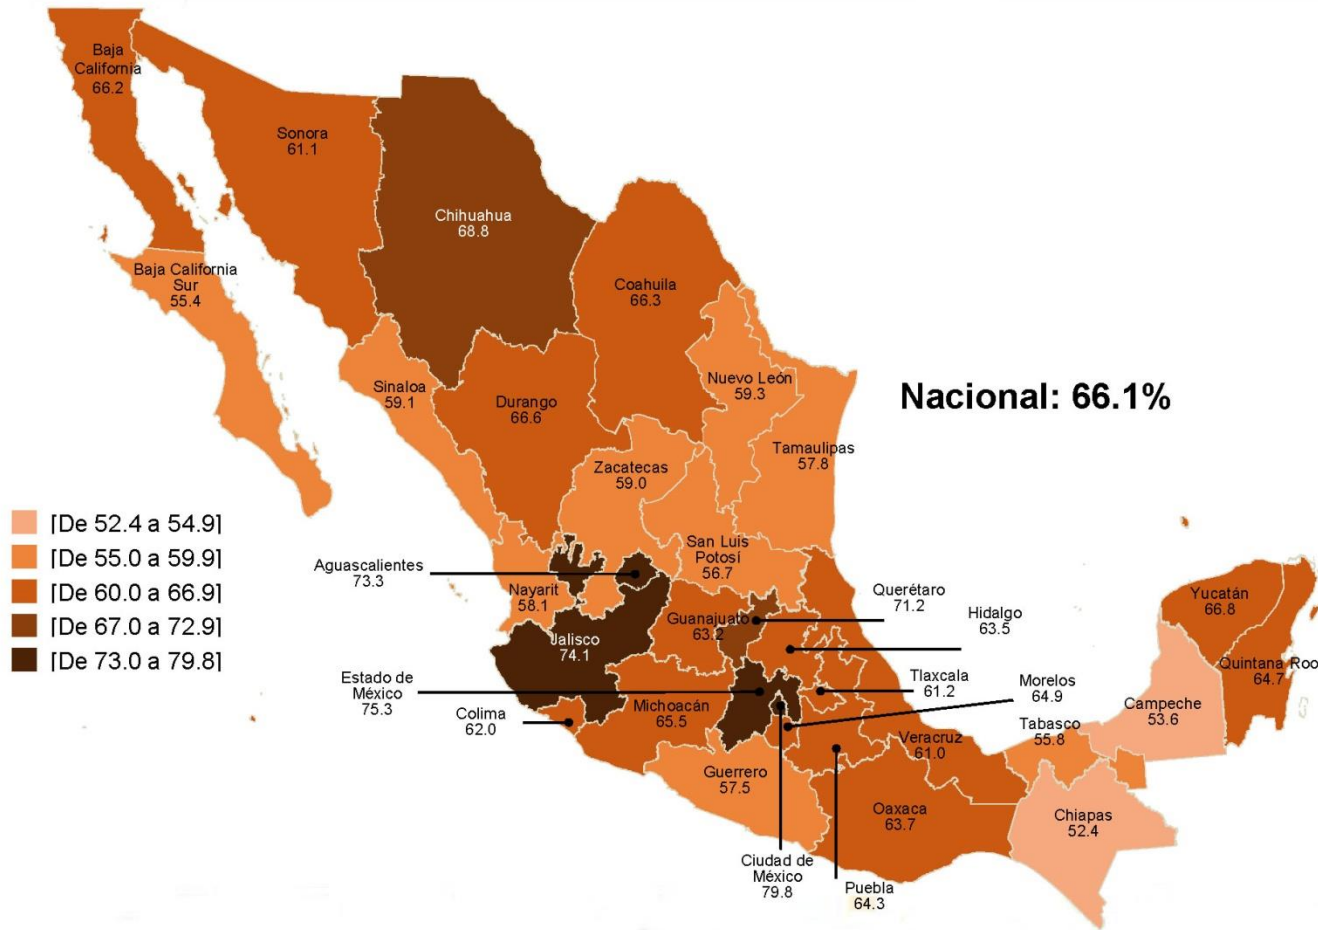 Baja
California
66.2
Sonora
61.1
Chihuahua
68.8
Coahuila
66.3
Baja California
Sur
55.4
Sinaloa
59.1
Durango
66.6
Nuevo León
59.3
Nacional: 66.1%
Tamaulipas
57.8
Zacatecas
59.0
San Luis
Potosí
56.7
[De 52.4 a 54.9]
[De 55.0 a 59.9]
[De 60.0 a 66.9]
[De 67.0 a 72.9]
[De 73.0 a 79.8]
Aguascalientes
73.3
Nayarit
58.1
Jalisco
74.1
Guanajuato
63.2
Querétaro
71.2
Hidalgo
63.5
Yucatán
66.8
Quintana Roo
64.7
Estado de
México
75.3
Colima
62.0
Michoacán
65.5
Tlaxcala
61.2
Morelos
64.9
Campeche
53.6
Tabasco
55.8
Veracruz
61.0
Guerrero
57.5
Oaxaca
63.7
Chiapas
52.4
Ciudad de
México
79.8
Puebla
64.3